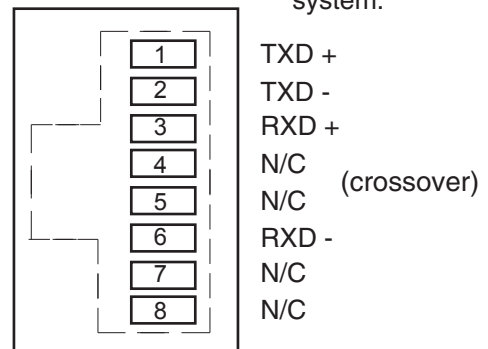 system.
1 TXD +
2 TXD -
3 RXD +
4 N/C
(crossover)
5 N/C
6 RXD -
7 N/C
8 N/C